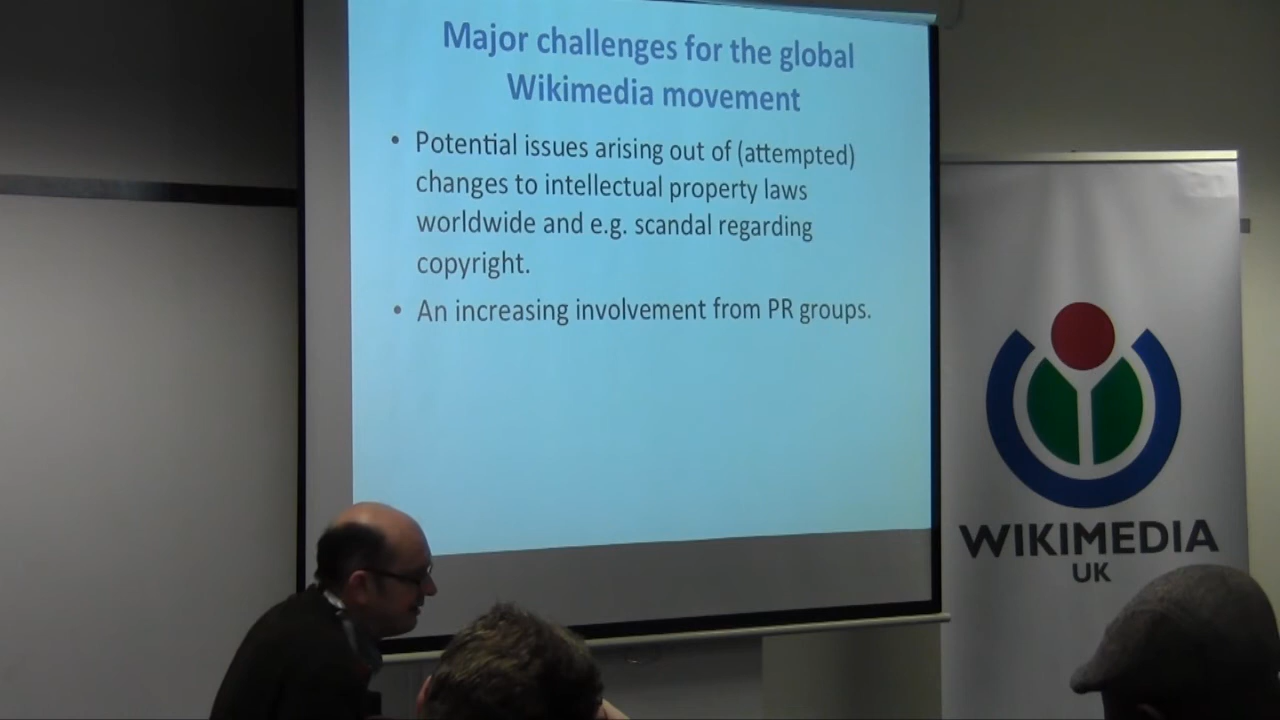 Major challenges for the global
Wikimedia movement
• Potential issues arising out of (attempted)
changes to intellectual property laws
worldwide and e.g. scandal regarding
copyright.
• An increasing involvement from PR groups.
WIKIMEDIA
UK